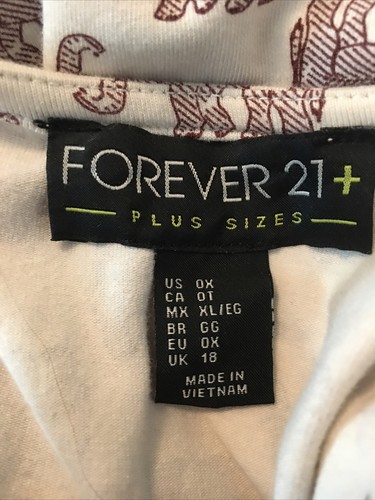 FOREVER 21+
PLUS SIZES
US 0X
CA 0T
MX XL/EG
BR GG
EU 0X
UK 18
MADE IN
VIETNAM